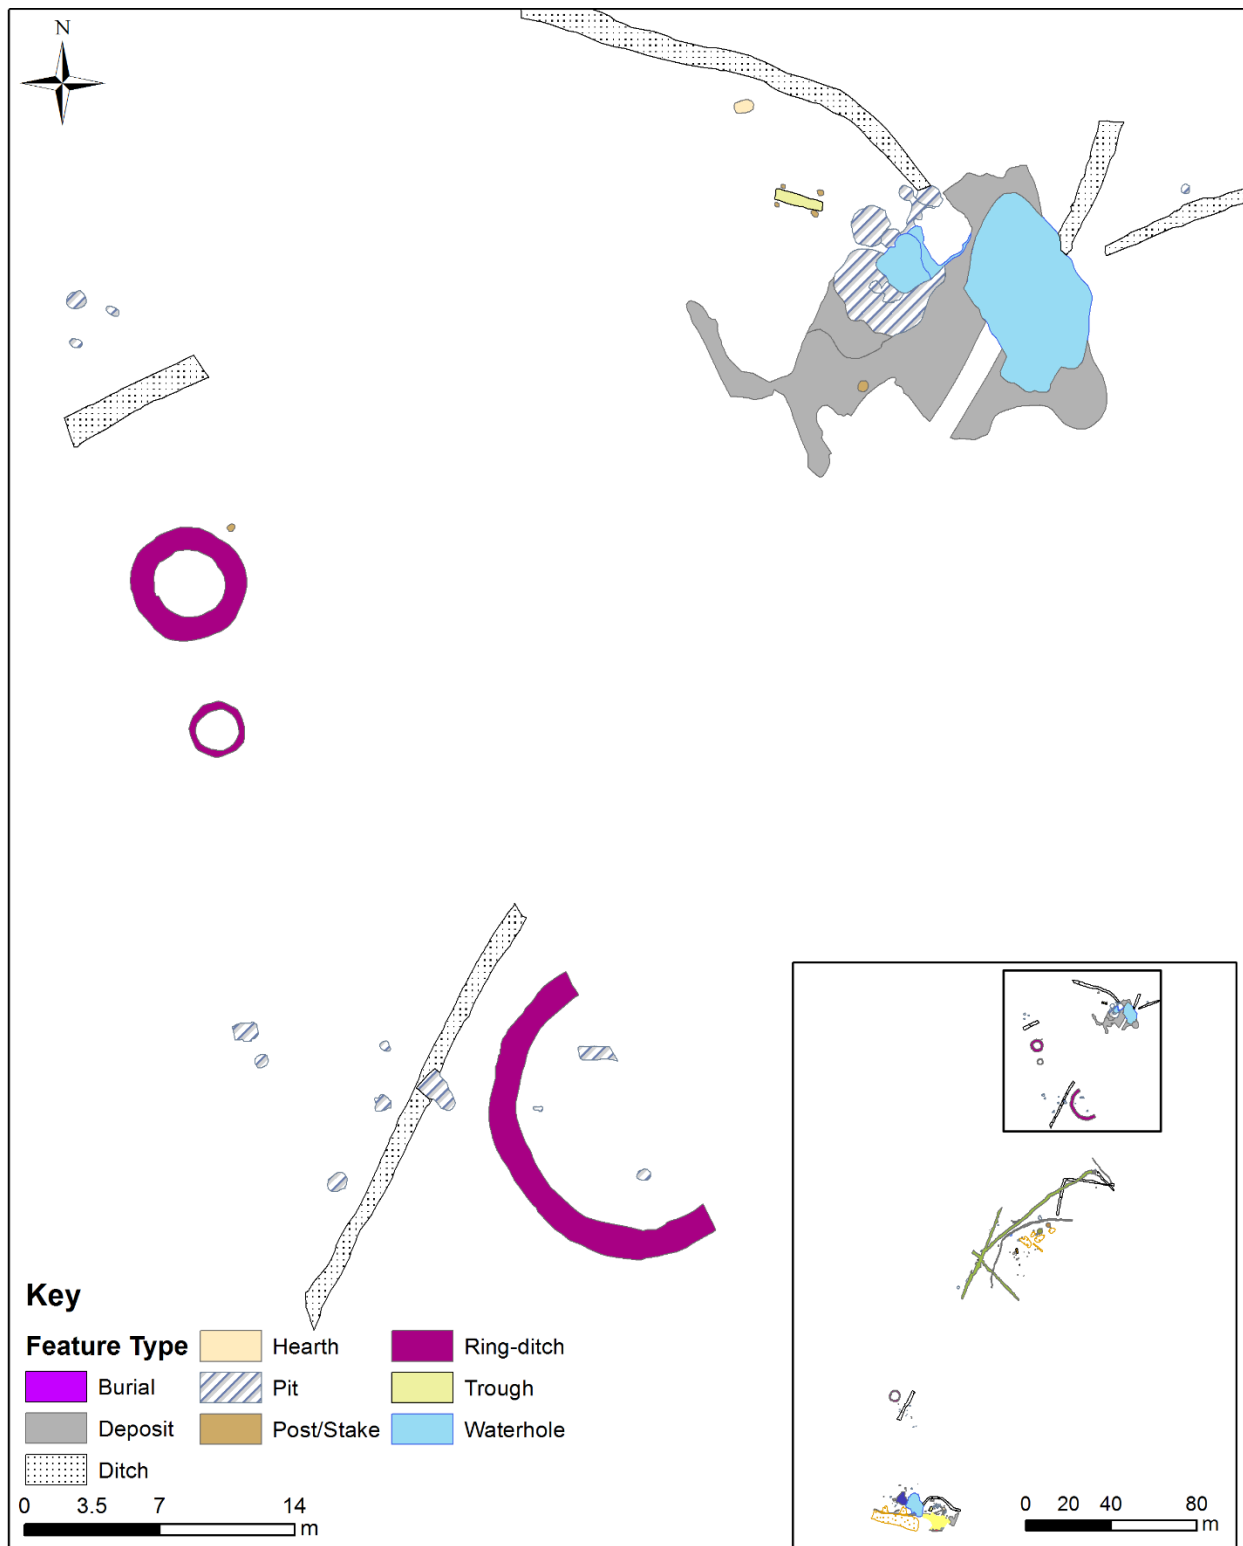 N
Key
Feature Type
Burial
Deposit
Ditch
Hearth
Pit
Post/Stake
Ring-ditch
Trough
Waterhole
0 3.5 7 14
m
0 20 40 80
m